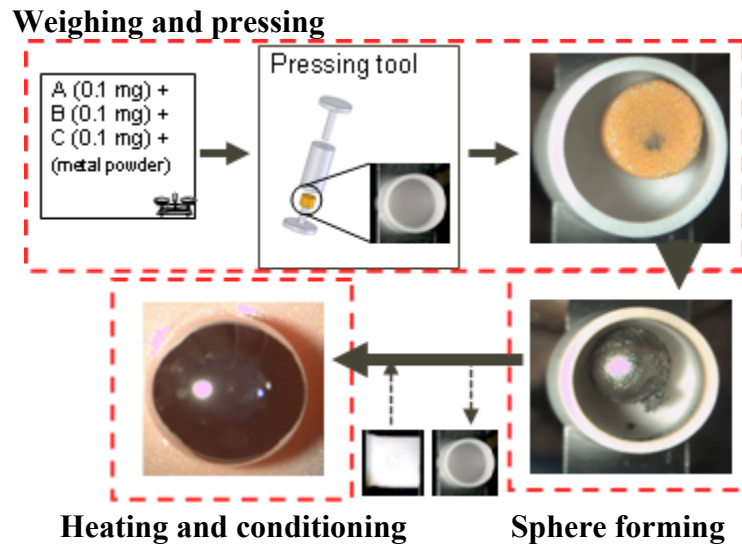 Weighing and pressing
A (0.1 mg) +
B (0.1 mg) +
C (0.1 mg) +
(metal powder)
Pressing tool
Heating and conditioning
Sphere forming